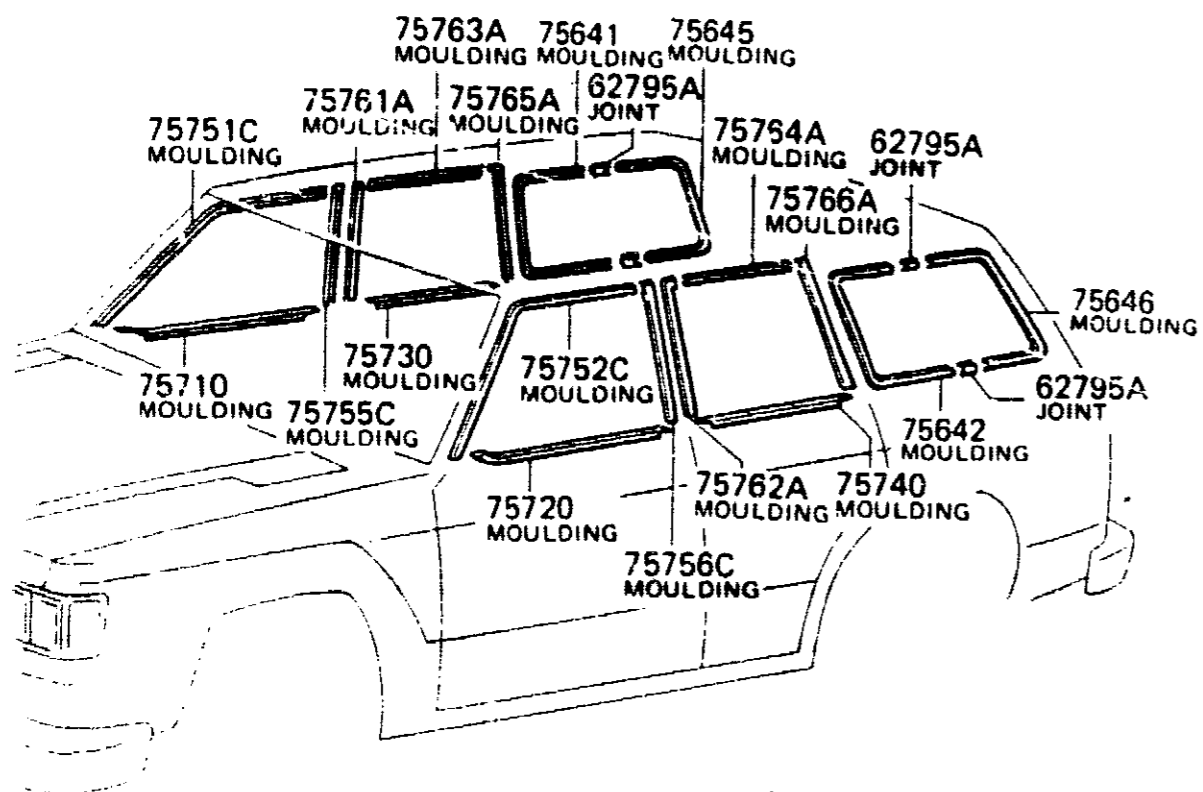 75763A
MOULDING
75641
MOULDING
75645
MOULDING
75761A
MOULDING
75765A
MOULDING
62795A
JOINT
75751C
MOULDING
75764A
MOULDING
62795A
JOINT
75766A
MOULDING
75646
MOULDING
75710
MOULDING
75730
MOULDING
75752C
MOULDING
62795A
JOINT
75755C
MOULDING
75642
MOULDING
75720
MOULDING
75762A
MOULDING
75740
MOULDING
75756C
MOULDING